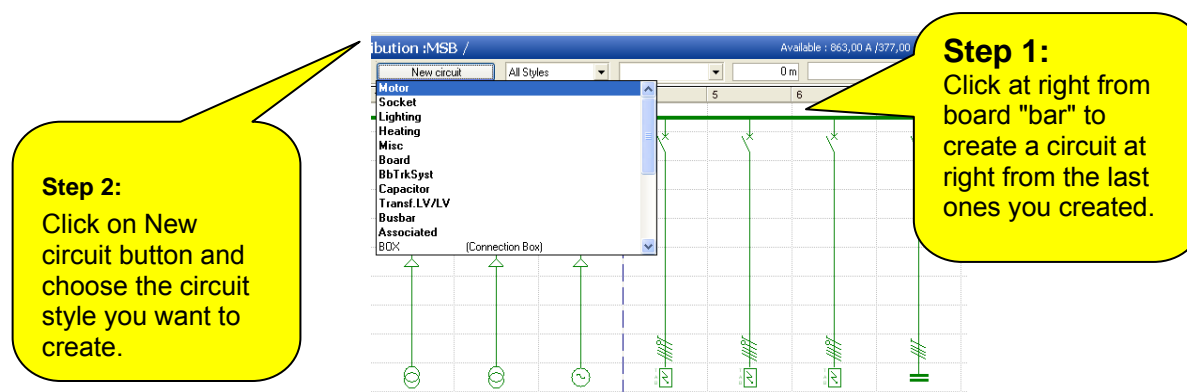 ibution :MSB /
Available : 863,00 A /377,00
New circuit
All Styles
0 m
5
6
Motor
Socket
Lighting
Heating
Misc
Board
BbTrkSyst
Capacitor
Transf.LV/LV
Busbar
Associated
BOX (Connection Box)
Step 1:
Click at right from
board "bar" to
create a circuit at
right from the last
ones you created.
Step 2:
Click on New
circuit button and
choose the circuit
style you want to
create.